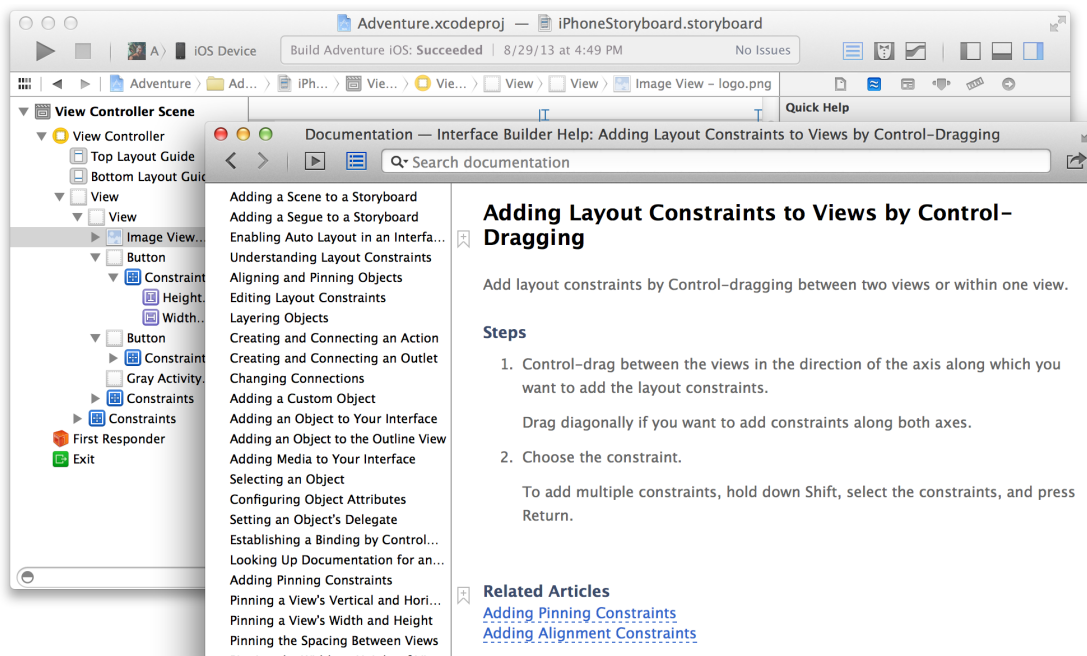 Adventure.xcodeproj — iPhoneStoryboard.storyboard
A〉 iOS Device
Build Adventure iOS: Succeeded | 8/29/13 at 4:49 PM No Issues
Adventure 〉 Ad… 〉 iPh… 〉 Vie… 〉 Vie… 〉 View 〉 View 〉 Image View – logo.png
Quick Help
View Controller Scene
View Controller
Top Layout Guide
Bottom Layout Guid
View
View
Image View…
Button
Constraint
Height.
Width…
Button
Constraint
Gray Activity.
Constraints
Constraints
First Responder
Exit
Documentation — Interface Builder Help: Adding Layout Constraints to Views by Control-Dragging
Search documentation
Adding a Scene to a Storyboard
Adding a Segue to a Storyboard
Enabling Auto Layout in an Interfa…
Understanding Layout Constraints
Aligning and Pinning Objects
Editing Layout Constraints
Layering Objects
Creating and Connecting an Action
Creating and Connecting an Outlet
Changing Connections
Adding a Custom Object
Adding an Object to Your Interface
Adding an Object to the Outline View
Adding Media to Your Interface
Selecting an Object
Configuring Object Attributes
Setting an Object's Delegate
Establishing a Binding by Control…
Looking Up Documentation for an…
Adding Pinning Constraints
Pinning a View's Vertical and Hori…
Pinning a View's Width and Height
Pinning the Spacing Between Views
Adding Layout Constraints to Views by Control-
Dragging
Add layout constraints by Control-dragging between two views or within one view.
Steps
1. Control-drag between the views in the direction of the axis along which you
want to add the layout constraints.
Drag diagonally if you want to add constraints along both axes.
2. Choose the constraint.
To add multiple constraints, hold down Shift, select the constraints, and press
Return.
Related Articles
Adding Pinning Constraints
Adding Alignment Constraints